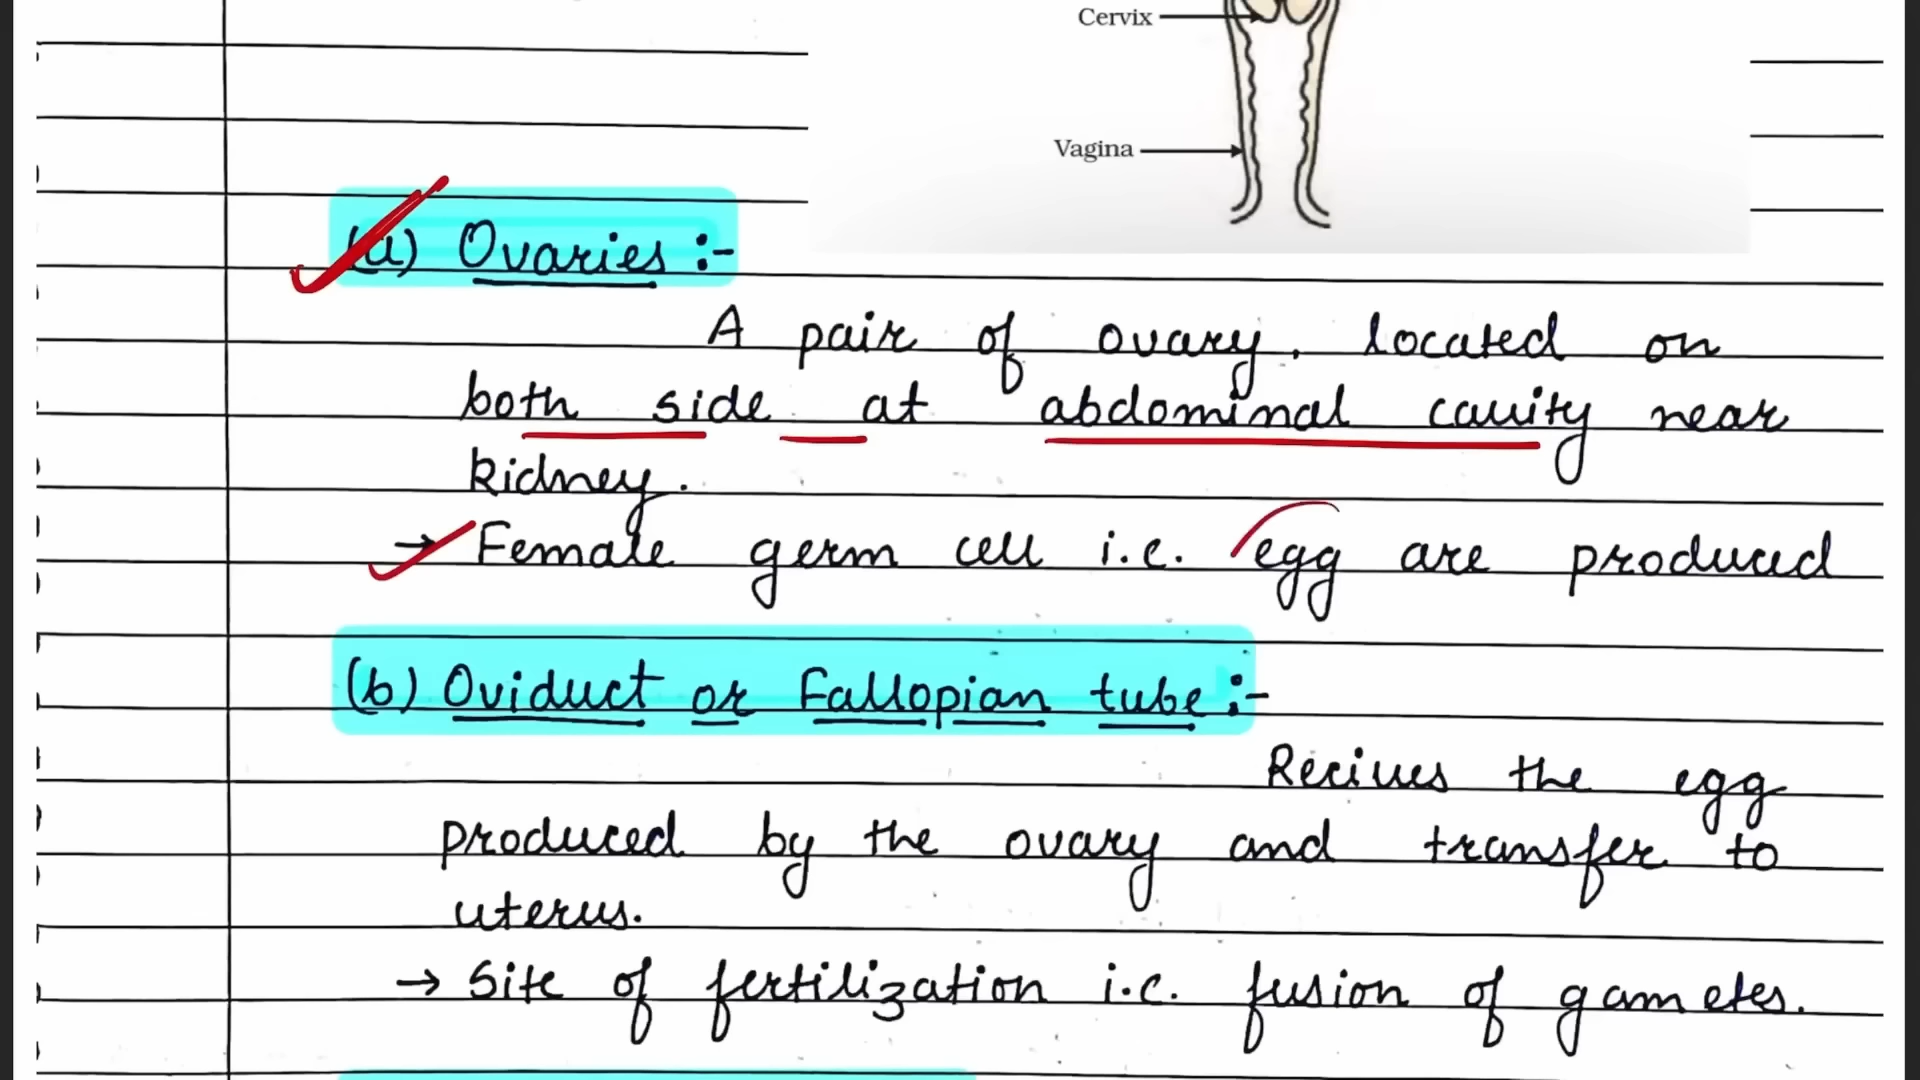 Cervix
Vagina
(a) Ovaries :-
A pair of ovary. located on
both side at abdominal cavity near
kidney.
→ Female germ cell i.e. egg are produced
(b) Oviduct or Fallopian tube :-
Recives the egg
produced by the ovary and transfer to
uterus.
→ Site of fertilization i.e. fusion of gametes.